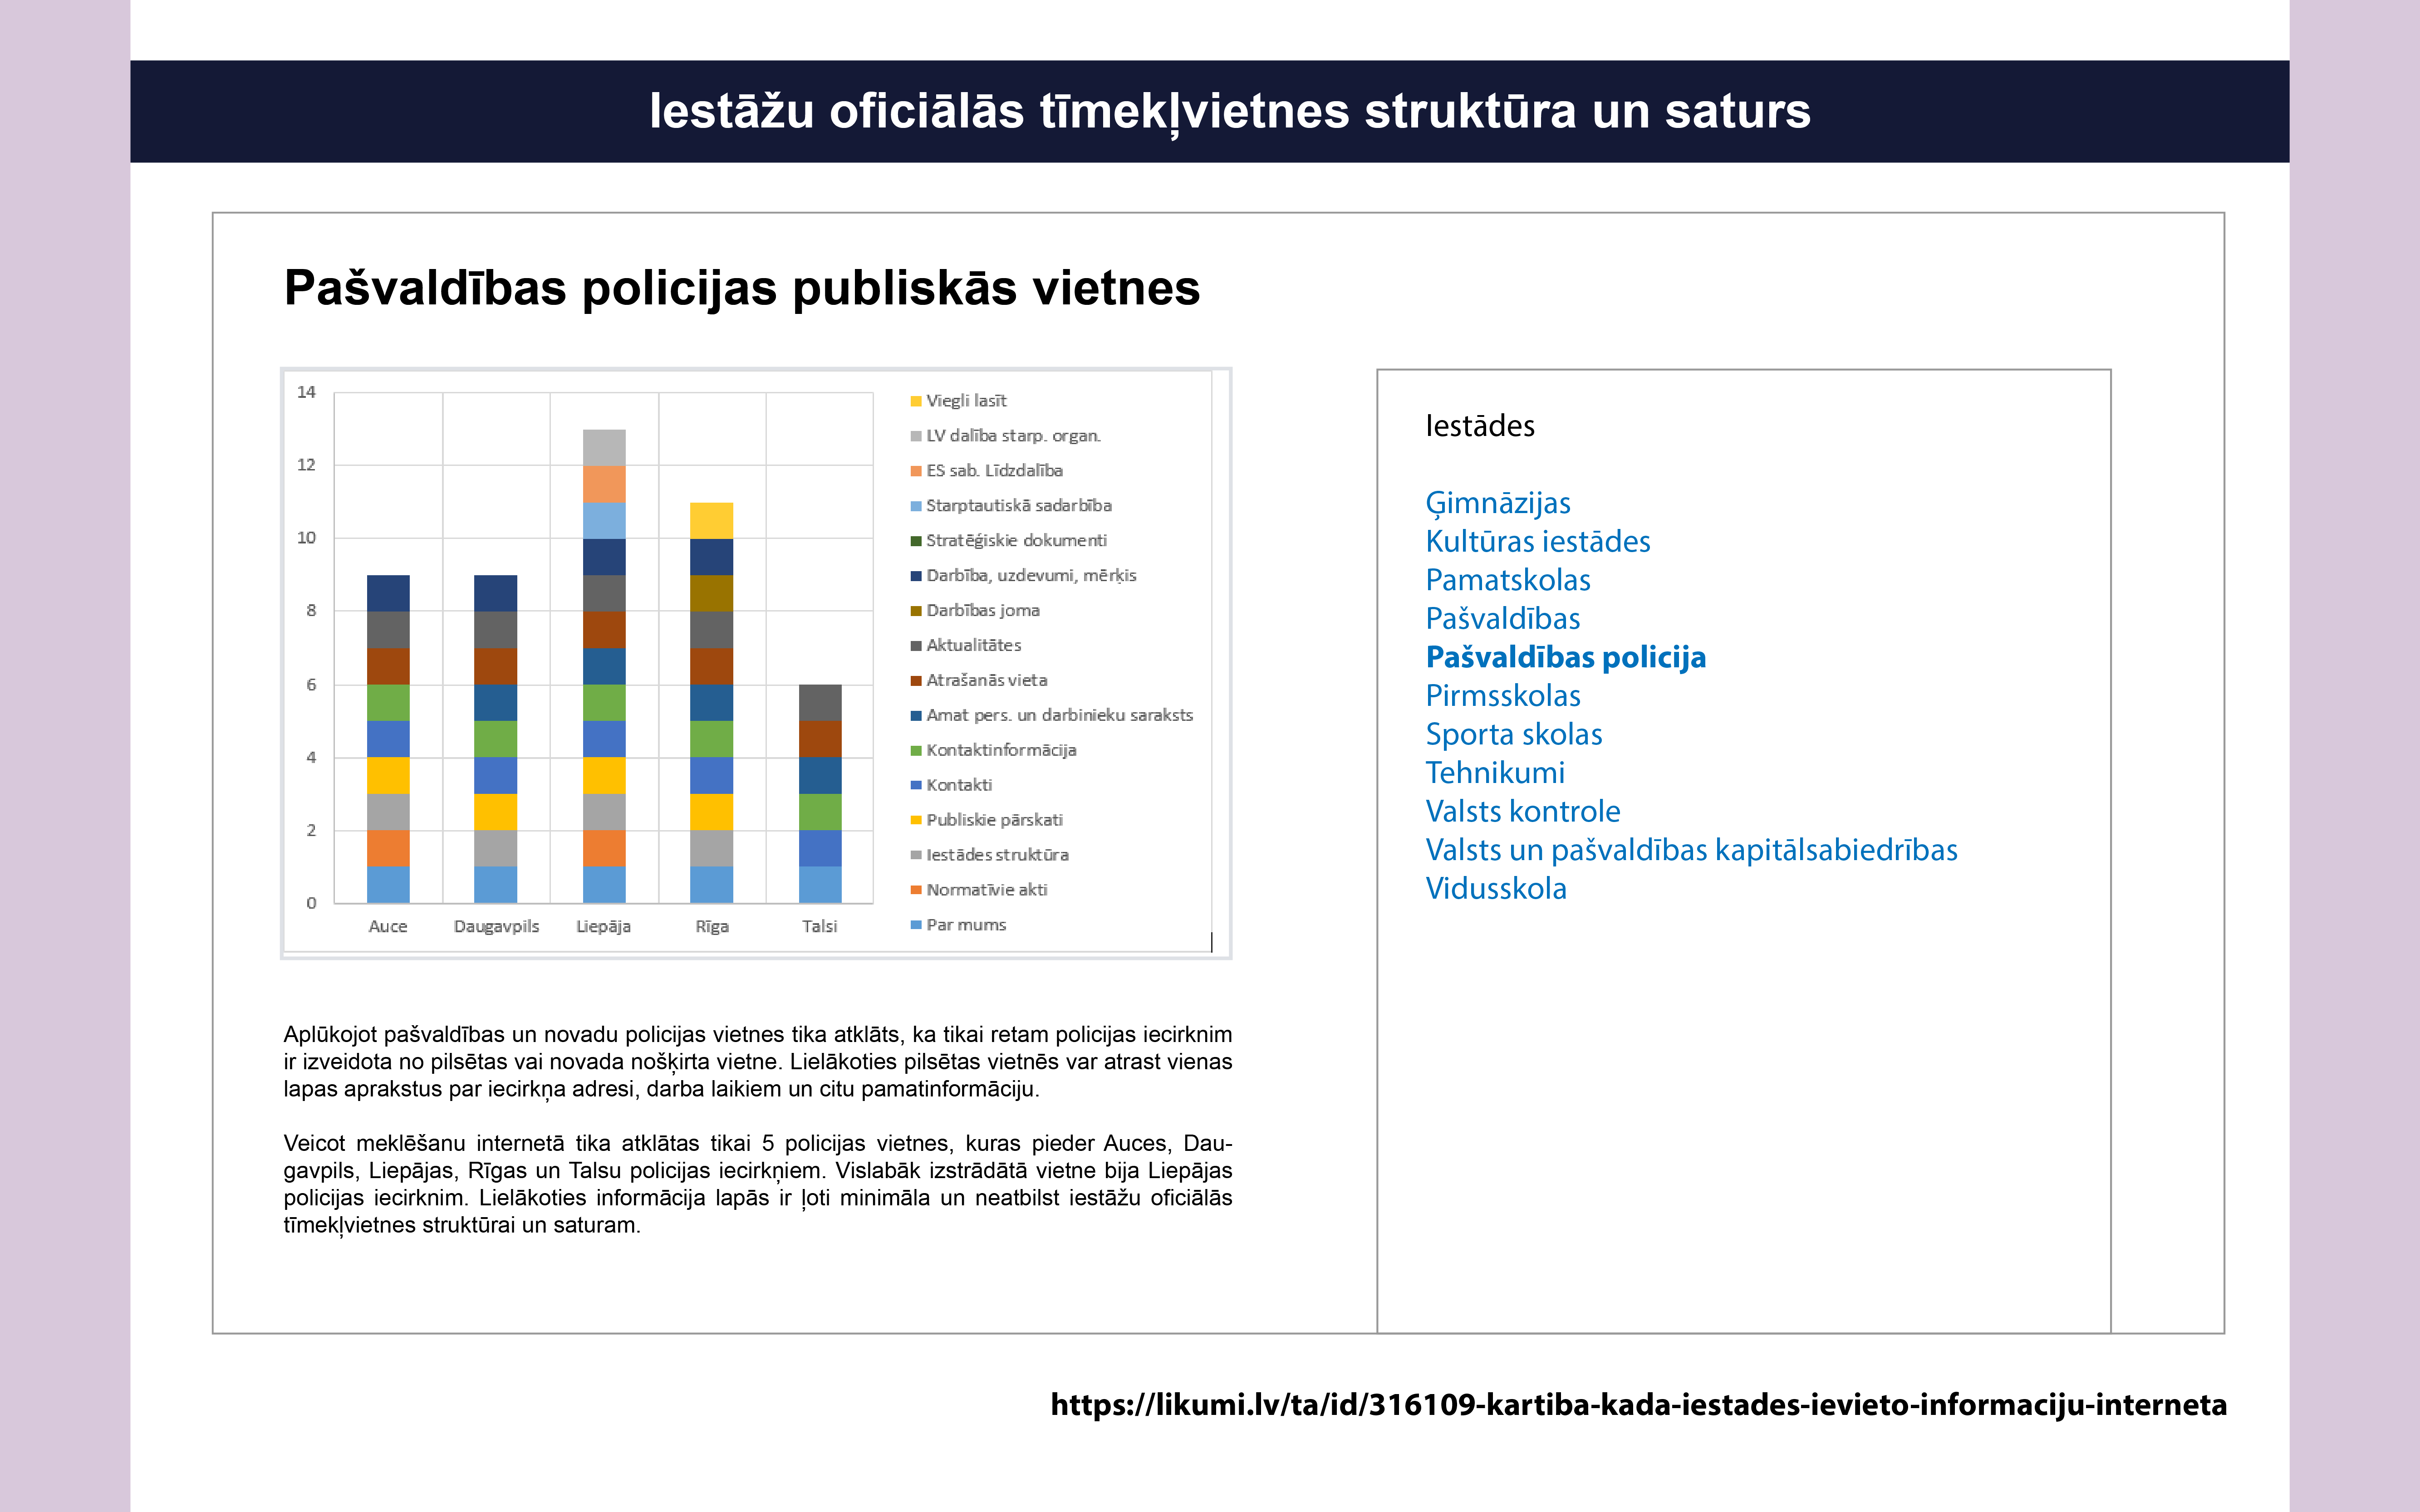 Iestāžu oficiālās tīmekļvietnes struktūra un saturs
Pašvaldības policijas publiskās vietnes
14
12
10
8
6
4
2
0
Auce
Daugavpils
Liepāja
Rīga
Talsi
Viegli lasīt
LV dalība starp. organ.
ES sab. Līdzdalība
Starptautiskā sadarbība
Stratēģiskie dokumenti
Darbība, uzdevumi, mērķis
Darbības joma
Aktualitātes
Atrašanās vieta
Amat pers. un darbinieku saraksts
Kontaktinformācija
Kontakti
Publiskie pārskati
Iestādes struktūra
Normatīvie akti
Par mums
Aplūkojot pašvaldības un novadu policijas vietnes tika atklāts, ka tikai retam policijas iecirknim
ir izveidota no pilsētas vai novada nošķirta vietne. Lielākoties pilsētas vietnēs var atrast vienas
lapas aprakstus par iecirkņa adresi, darba laikiem un citu pamatinformāciju.
Veicot meklēšanu internetā tika atklātas tikai 5 policijas vietnes, kuras pieder Auces, Dau-
gavpils, Liepājas, Rīgas un Talsu policijas iecirkņiem. Vislabāk izstrādātā vietne bija Liepājas
policijas iecirknim. Lielākoties informācija lapās ir ļoti minimāla un neatbilst iestāžu oficiālās
tīmekļvietnes struktūrai un saturam.
Iestādes
Ģimnāzijas
Kultūras iestādes
Pamatskolas
Pašvaldības
Pašvaldības policija
Pirmsskolas
Sporta skolas
Tehnikumi
Valsts kontrole
Valsts un pašvaldības kapitālsabiedrības
Vidusskola
https://likumi.lv/ta/id/316109-kartiba-kada-iestades-ievieto-informaciju-interneta